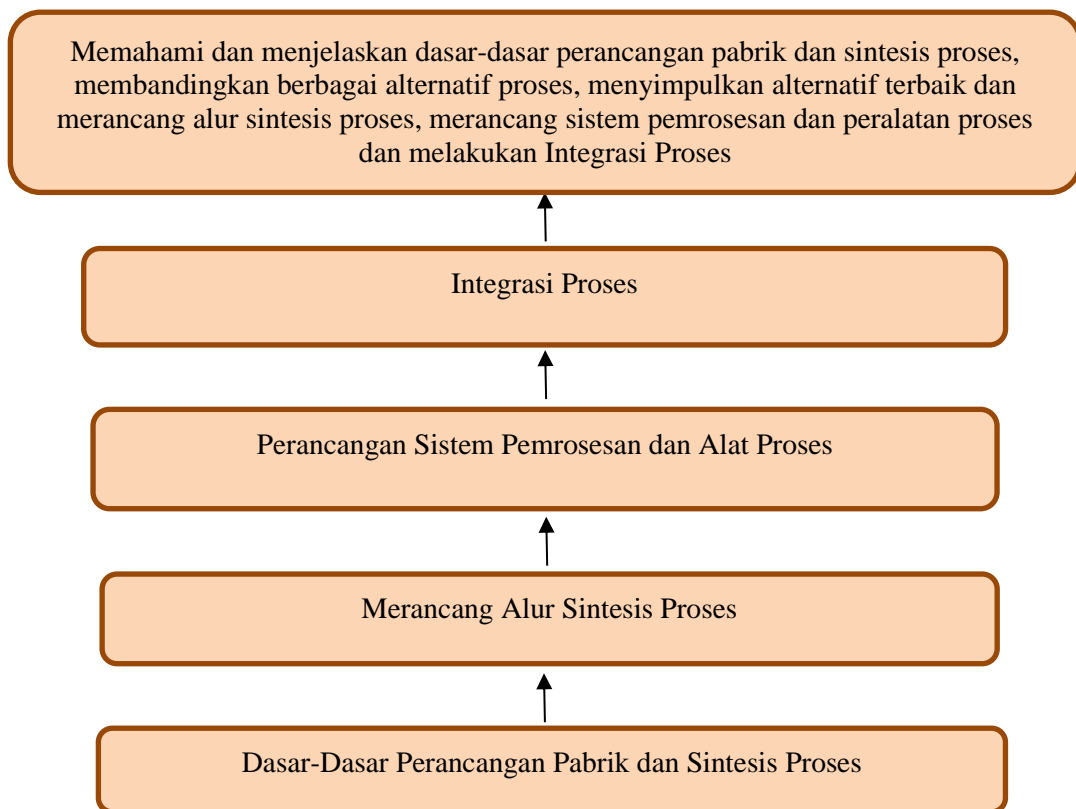 Memahami dan menjelaskan dasar-dasar perancangan pabrik dan sintesis proses,
membandingkan berbagai alternatif proses, menyimpulkan alternatif terbaik dan
merancang alur sintesis proses, merancang sistem pemrosesan dan peralatan proses
dan melakukan Integrasi Proses
Integrasi Proses
Perancangan Sistem Pemrosesan dan Alat Proses
Merancang Alur Sintesis Proses
Dasar-Dasar Perancangan Pabrik dan Sintesis Proses